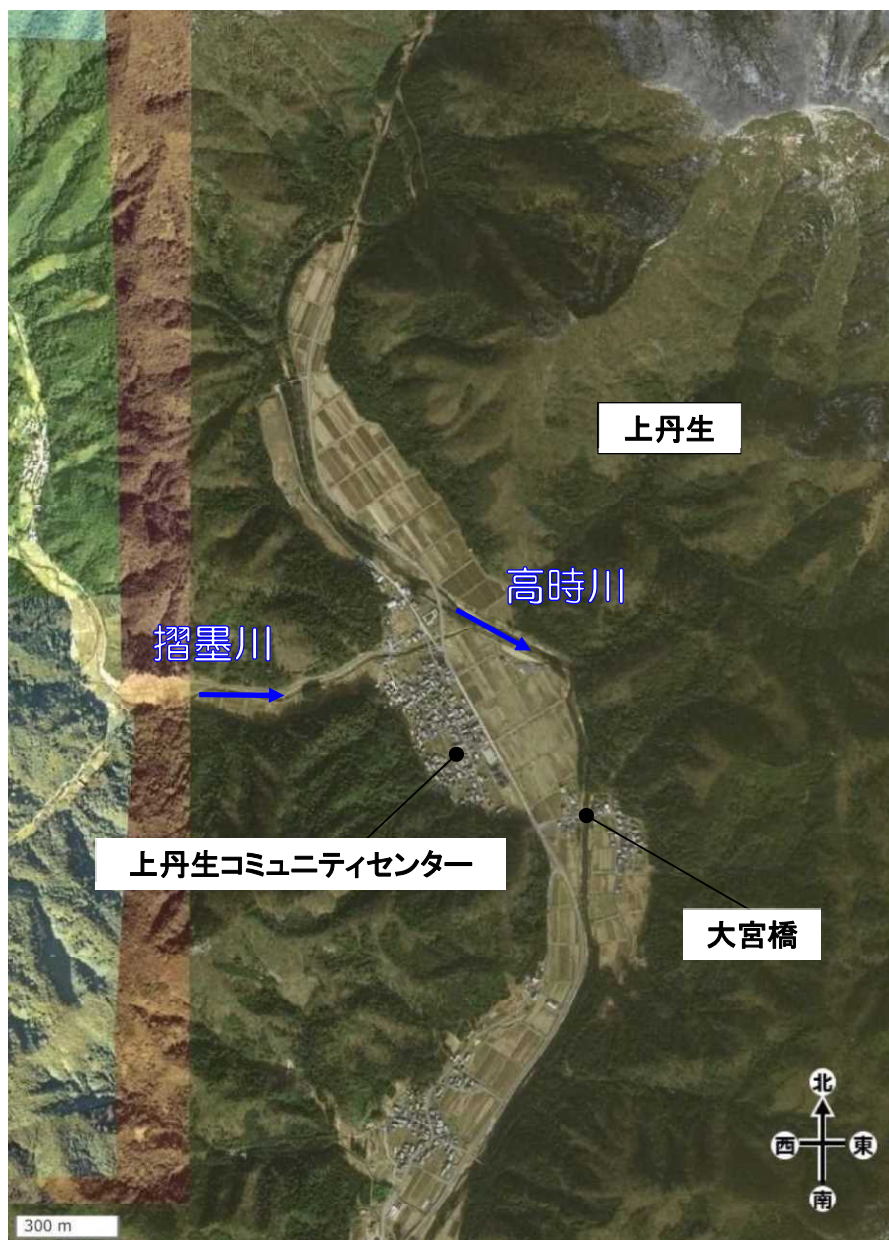 上丹生
高時川
摺墨川
上丹生コミュニティセンター
大宮橋
北
西
東
南
300 m